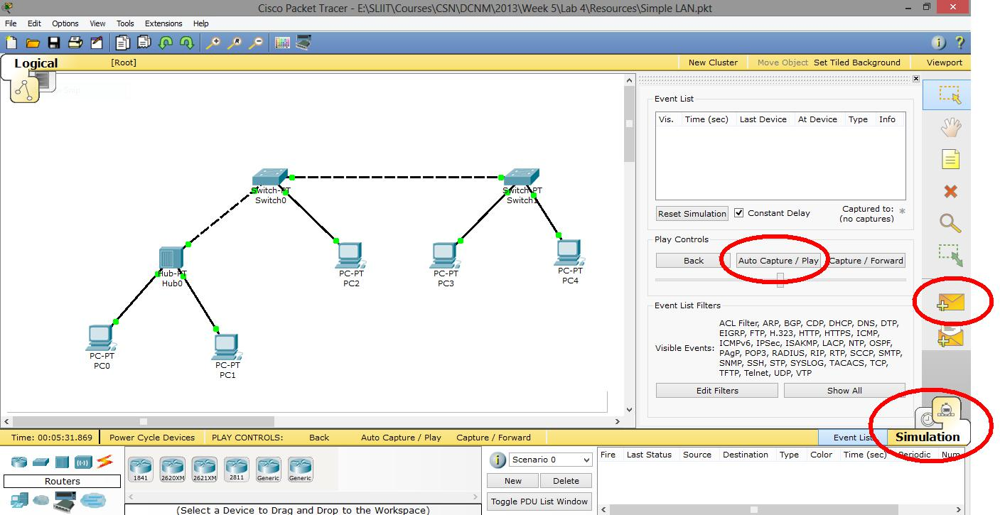 Cisco Packet Tracer - E:\SLIIT\Courses\CSN\DCNM\2013\Week 5\Lab 4\Resources\Simple LAN.pkt
File Edit Options View Tools Extensions Help
Logical [Root] New Cluster Move Object Set Tiled Background Viewport
Event List
Vis. Time (sec) Last Device At Device Type Info
Switch-PT
Switch0
Switch-PT
Switch1
Reset Simulation Constant Delay Captured to:
(no captures)
*
Play Controls
Back Auto Capture / Play Capture / Forward
Hub-PT
Hub0
PC-PT
PC2
PC-PT
PC3
PC-PT
PC4
PC-PT
PC0
PC-PT
PC1
Event List Filters
Visible Events:
ACL Filter, ARP, BGP, CDP, DHCP, DNS, DTP,
EIGRP, FTP, H.323, HTTP, HTTPS, ICMP,
ICMPv6, IPSec, ISAKMP, LACP, NTP, OSPF,
PAgP, POP3, RADIUS, RIP, RTP, SCCP, SMTP,
SNMP, SSH, STP, SYSLOG, TACACS, TCP,
TFTP, Telnet, UDP, VTP
Edit Filters Show All
Time: 00:05:31.869 Power Cycle Devices PLAY CONTROLS: Back Auto Capture / Play Capture / Forward Event List Simulation
Routers
1841 2620XM 2621XM 2811 Generic Generic
(Select a Device to Drag and Drop to the Workspace)
Scenario 0
New Delete
Toggle PDU List Window
Fire Last Status Source Destination Type Color Time (sec) Periodic Num